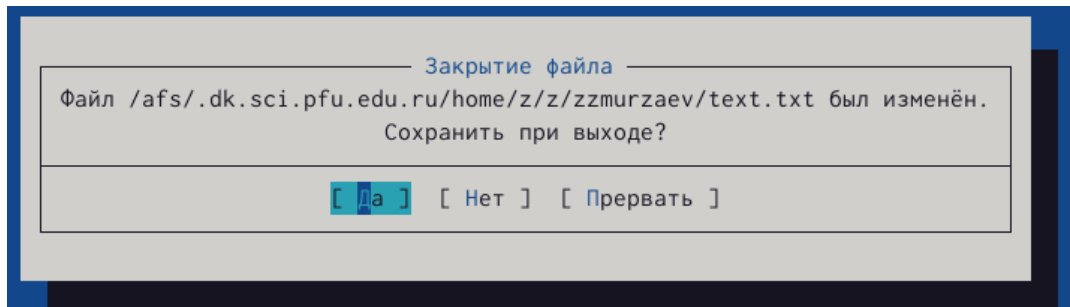 Закрытие файла
Файл /afs/.dk.sci.pfu.edu.ru/home/z/z/zzmurzaev/text.txt был изменён.
Сохранить при выходе?
[ Да ] [ Нет ] [ Прервать ]